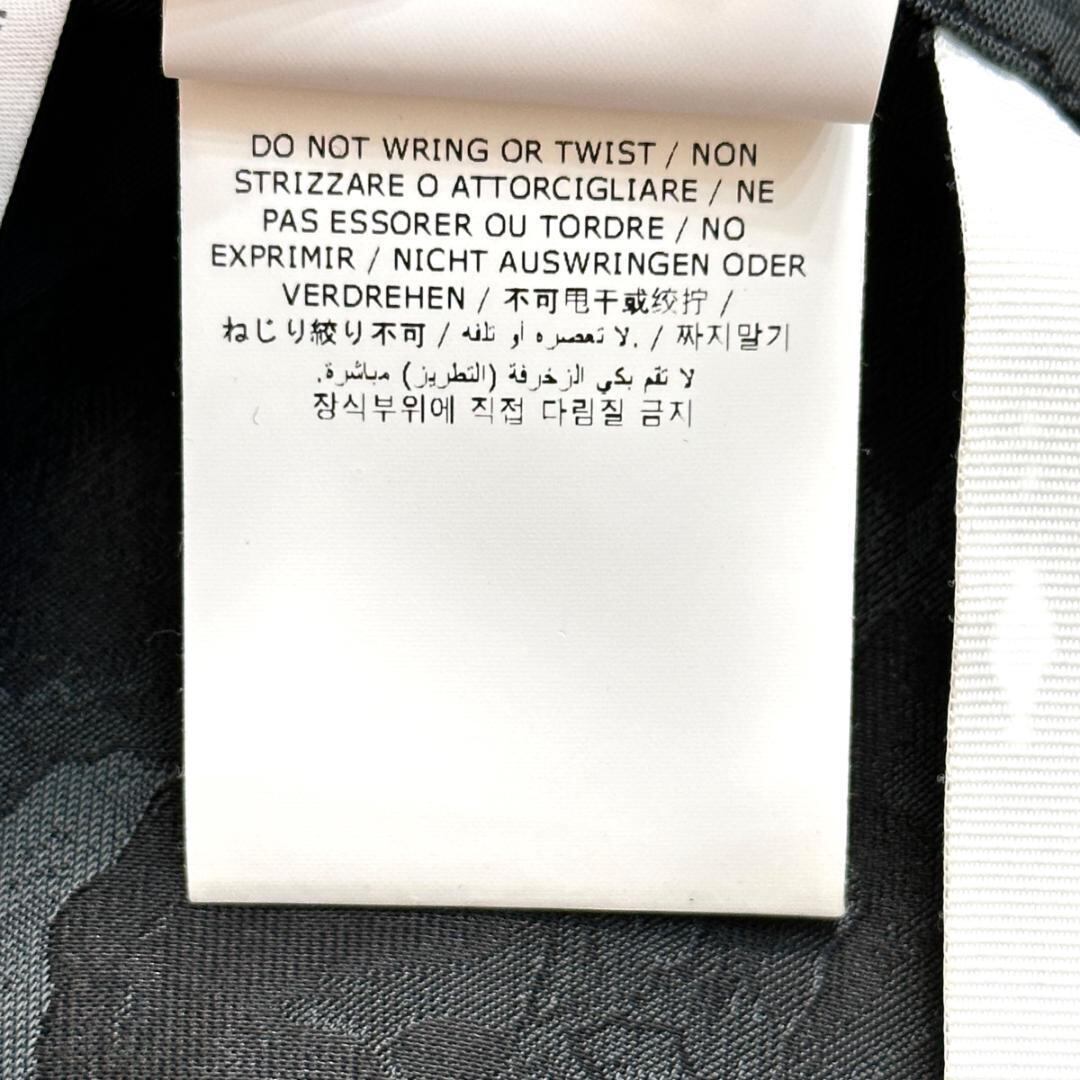 DO NOT WRING OR TWIST / NON
STRIZZARE O ATTORCIGLIARE / NE
PAS ESSORER OU TORDRE / NO
EXPRIMIR / NICHT AUSWRINGEN ODER
VERDREHEN / 不可甩干或绞拧 /
ねじり絞り不可 / لا تعصره أو تلفه. / 짜지말기
لا تقم بكي الزخرفة (التطريز) مباشرة.
장식부위에 직접 다림질 금지